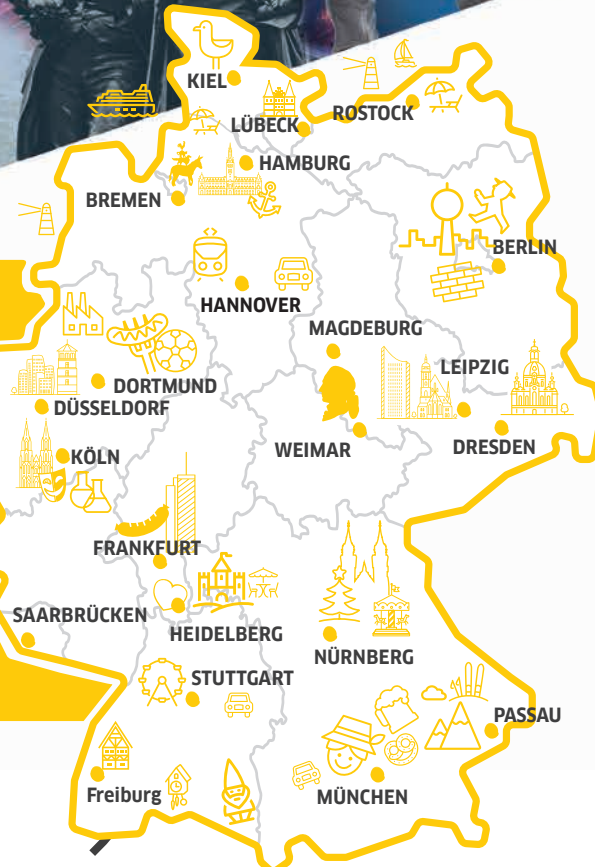 KIEL
ROSTOCK
LÜBECK
HAMBURG
BREMEN
BERLIN
HANNOVER
MAGDEBURG
LEIPZIG
DORTMUND
DÜSSELDORF
WEIMAR
DRESDEN
KÖLN
FRANKFURT
SAARBRÜCKEN
HEIDELBERG
NÜRNBERG
STUTTGART
PASSAU
Freiburg
MÜNCHEN